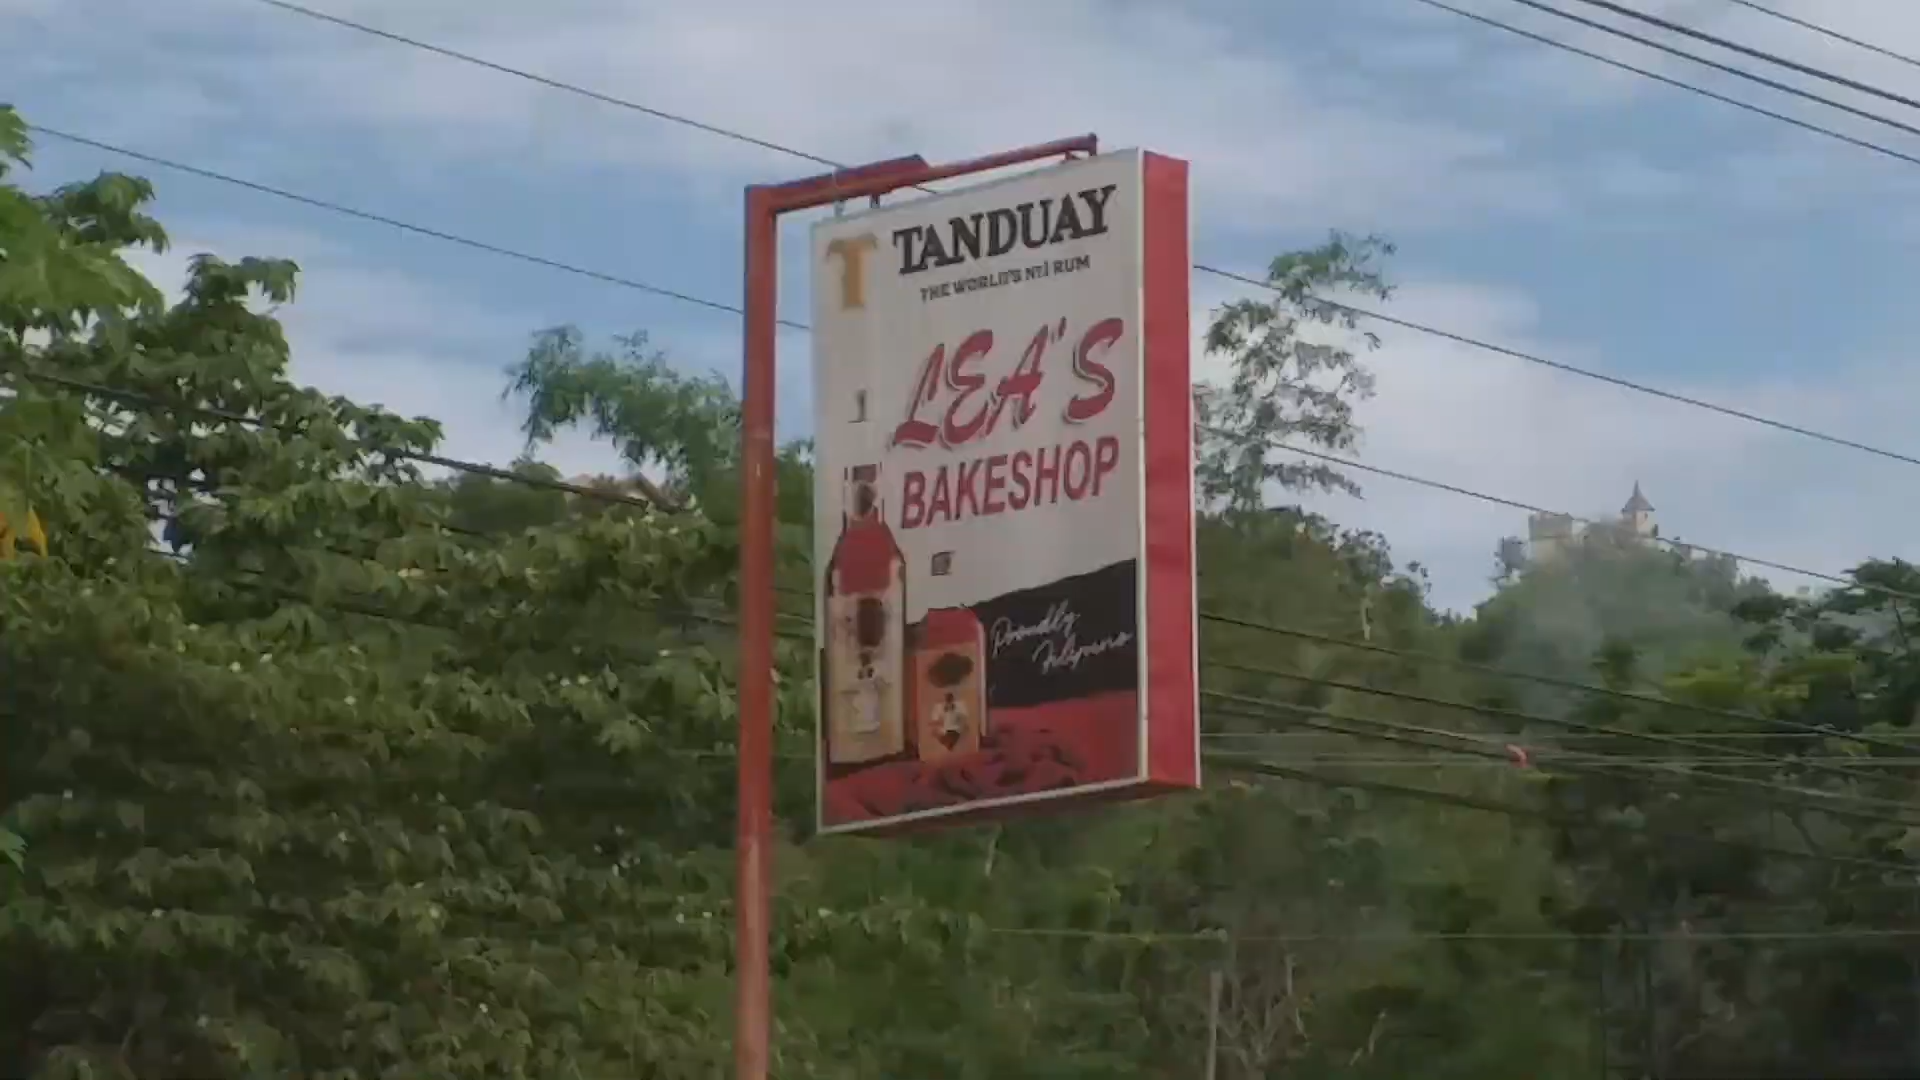 T
TANDUAY
THE WORLD'S Nº1 RUM
LEA'S
BAKESHOP
Proudly
Filipino